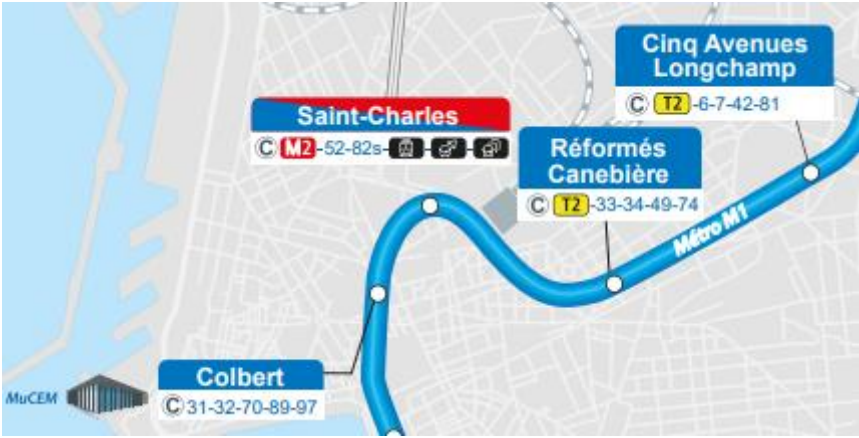 Cinq Avenues
Longchamp
C T2 -6-7-42-81
Saint-Charles
C M2 -52-82s-
Réformés
Canebière
C T2 -33-34-49-74
Métro M1
Colbert
C 31-32-70-89-97
MuCEM